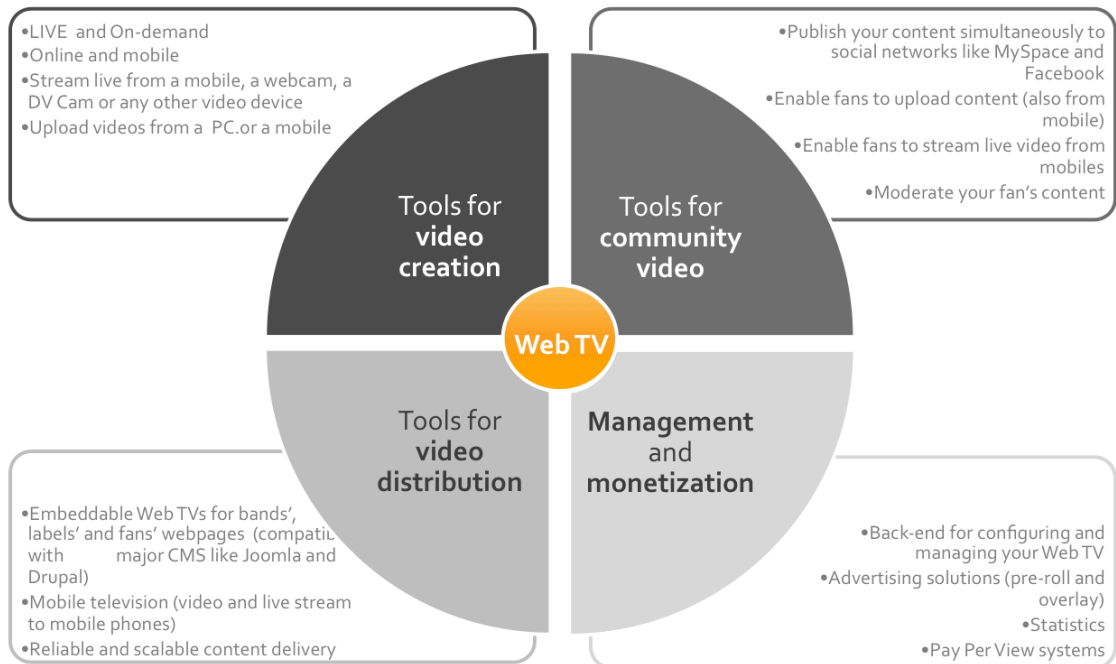 •LIVE and On-demand
•Online and mobile
•Stream live from a mobile, a webcam, a
DV Cam or any other video device
•Upload videos from a PC.or a mobile
•Publish your content simultaneously to
social networks like MySpace and
Facebook
•Enable fans to upload content (also from
mobile)
•Enable fans to stream live video from
mobiles
•Moderate your fan's content
Tools for
video
creation
Tools for
community
video
Web TV
Tools for
video
distribution
Management
and
monetization
•Embeddable Web TVs for bands',
labels' and fans' webpages (compatib
with major CMS like Joomla and
Drupal)
•Mobile television (video and live stream
to mobile phones)
•Reliable and scalable content delivery
•Back-end for configuring and
managing your Web TV
•Advertising solutions (pre-roll and
overlay)
•Statistics
•Pay Per View systems